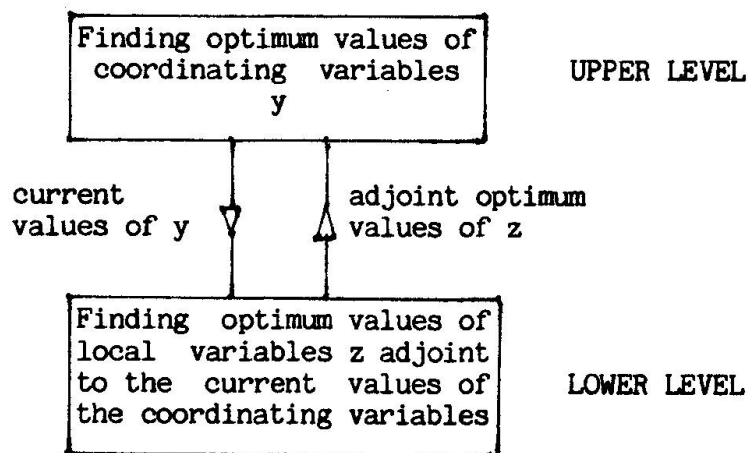 Finding optimum values of
coordinating variables
y
UPPER LEVEL
current
values of y
adjoint optimum
values of z
Finding optimum values of
local variables z adjoint
to the current values of
the coordinating variables
LOWER LEVEL